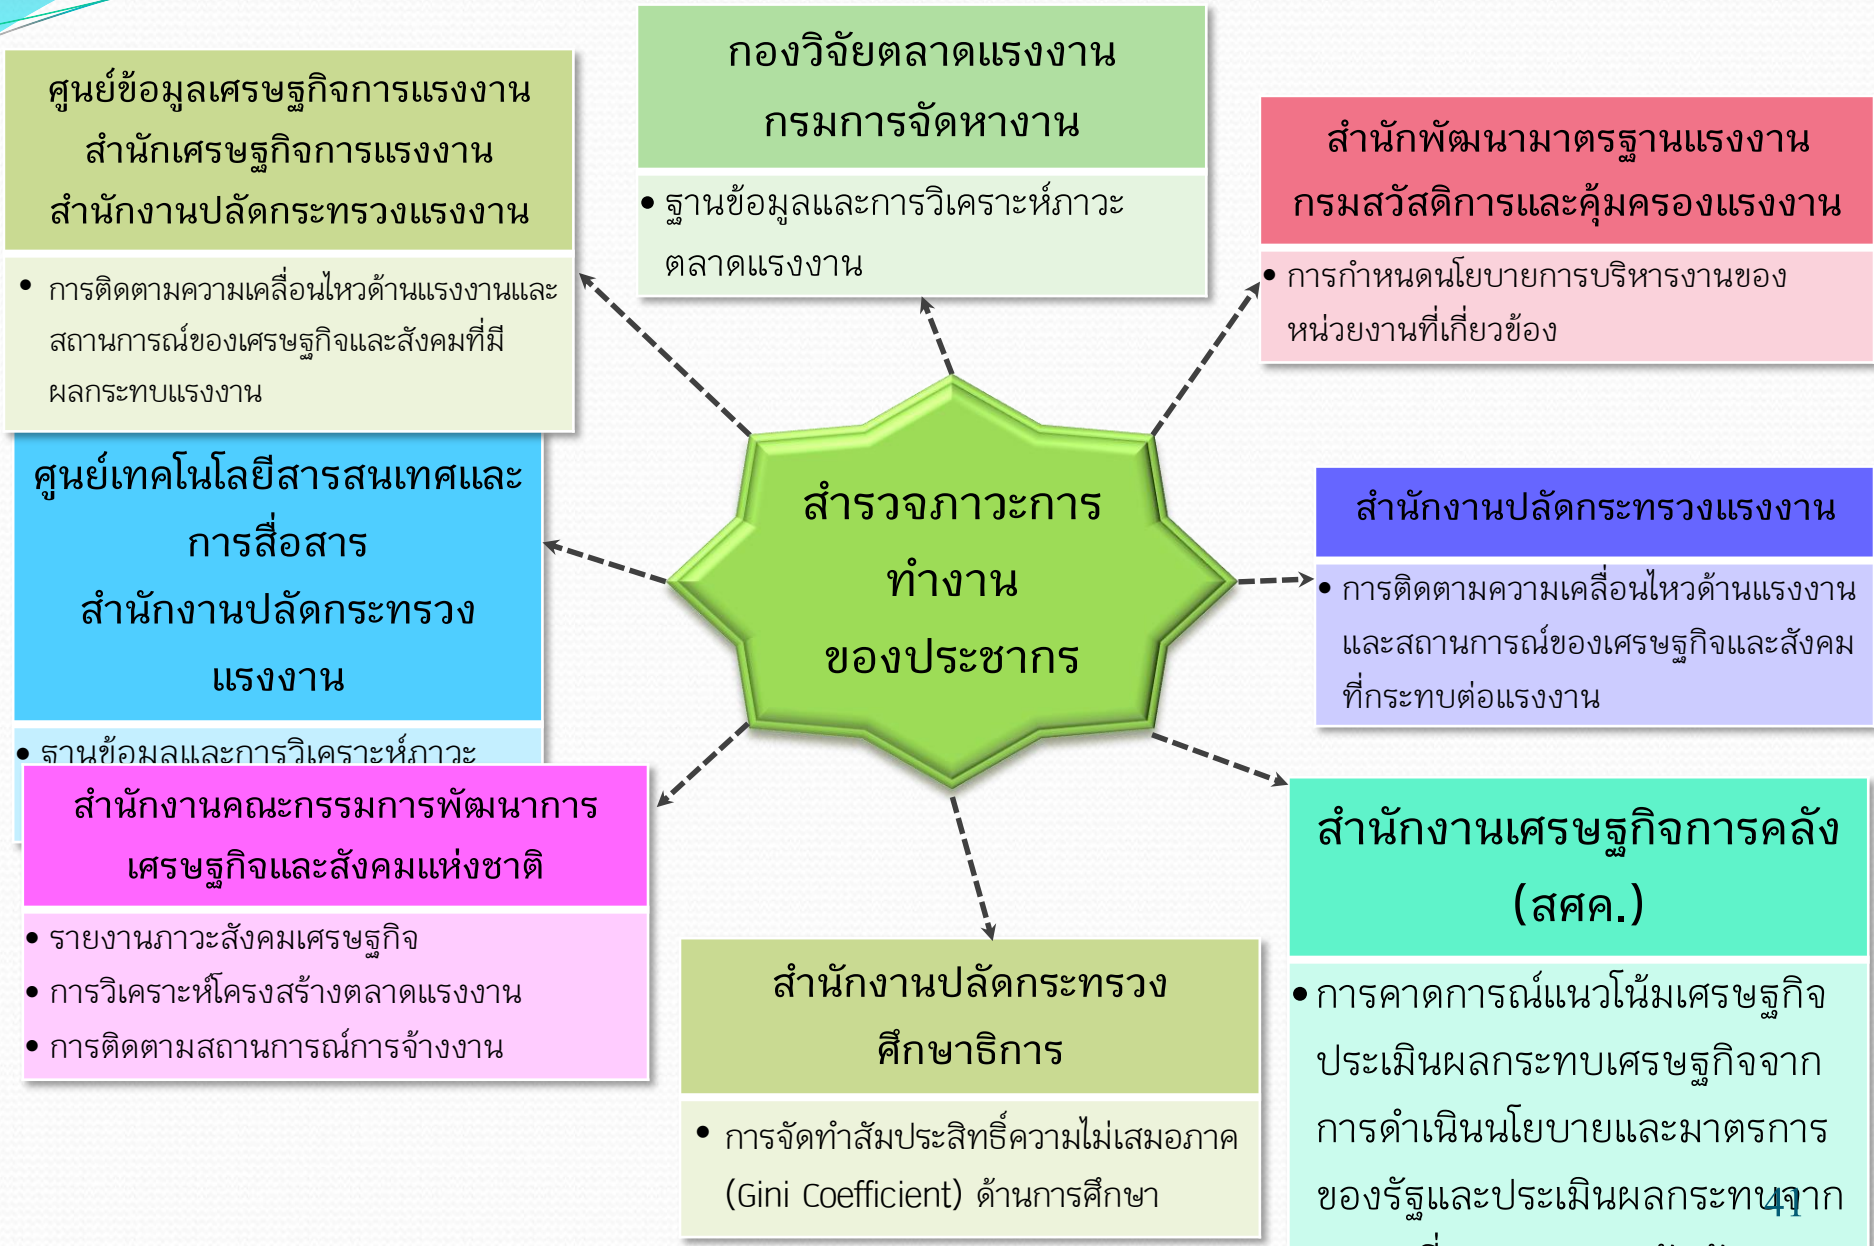 ศูนย์ข้อมูลเศรษฐกิจการแรงงาน
สำนักเศรษฐกิจการแรงงาน
สำนักงานปลัดกระทรวงแรงงาน
• การติดตามความเคลื่อนไหวด้านแรงงานและ
สถานการณ์ของเศรษฐกิจและสังคมที่มี
ผลกระทบแรงงาน
กองวิจัยตลาดแรงงาน
กรมการจัดหางาน
• ฐานข้อมูลและการวิเคราะห์ภาวะ
ตลาดแรงงาน
สำนักพัฒนามาตรฐานแรงงาน
กรมสวัสดิการและคุ้มครองแรงงาน
• การกำหนดนโยบายการบริหารงานของ
หน่วยงานที่เกี่ยวข้อง
ศูนย์เทคโนโลยีสารสนเทศและ
การสื่อสาร
สำนักงานปลัดกระทรวง
แรงงาน
• ฐานข้อมูลและการวิเคราะห์ภาวะ
สำรวจภาวะการ
ทำงาน
ของประชากร
สำนักงานปลัดกระทรวงแรงงาน
• การติดตามความเคลื่อนไหวด้านแรงงาน
และสถานการณ์ของเศรษฐกิจและสังคม
ที่กระทบต่อแรงงาน
สำนักงานคณะกรรมการพัฒนาการ
เศรษฐกิจและสังคมแห่งชาติ
• รายงานภาวะสังคมเศรษฐกิจ
• การวิเคราะห์โครงสร้างตลาดแรงงาน
• การติดตามสถานการณ์การจ้างงาน
สำนักงานปลัดกระทรวง
ศึกษาธิการ
• การจัดทำสัมประสิทธิ์ความไม่เสมอภาค
(Gini Coefficient) ด้านการศึกษา
สำนักงานเศรษฐกิจการคลัง
(สศค.)
• การคาดการณ์แนวโน้มเศรษฐกิจ
ประเมินผลกระทบเศรษฐกิจจาก
การดำเนินนโยบายและมาตรการ
ของรัฐและประเมินผลกระทบจาก
41